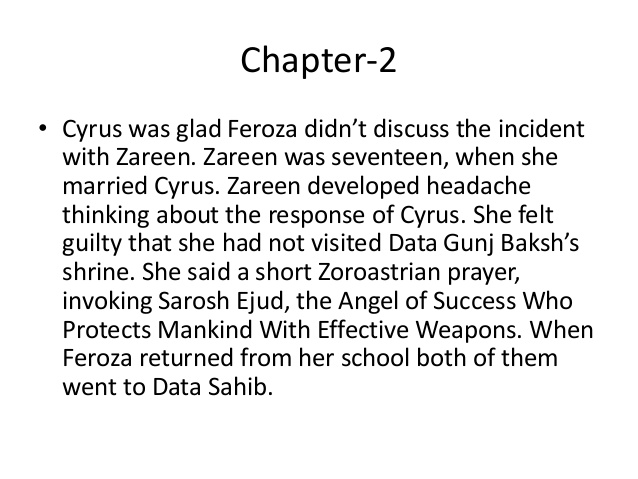 Chapter-2
• Cyrus was glad Feroza didn’t discuss the incident
with Zareen. Zareen was seventeen, when she
married Cyrus. Zareen developed headache
thinking about the response of Cyrus. She felt
guilty that she had not visited Data Gunj Baksh’s
shrine. She said a short Zoroastrian prayer,
invoking Sarosh Ejud, the Angel of Success Who
Protects Mankind With Effective Weapons. When
Feroza returned from her school both of them
went to Data Sahib.